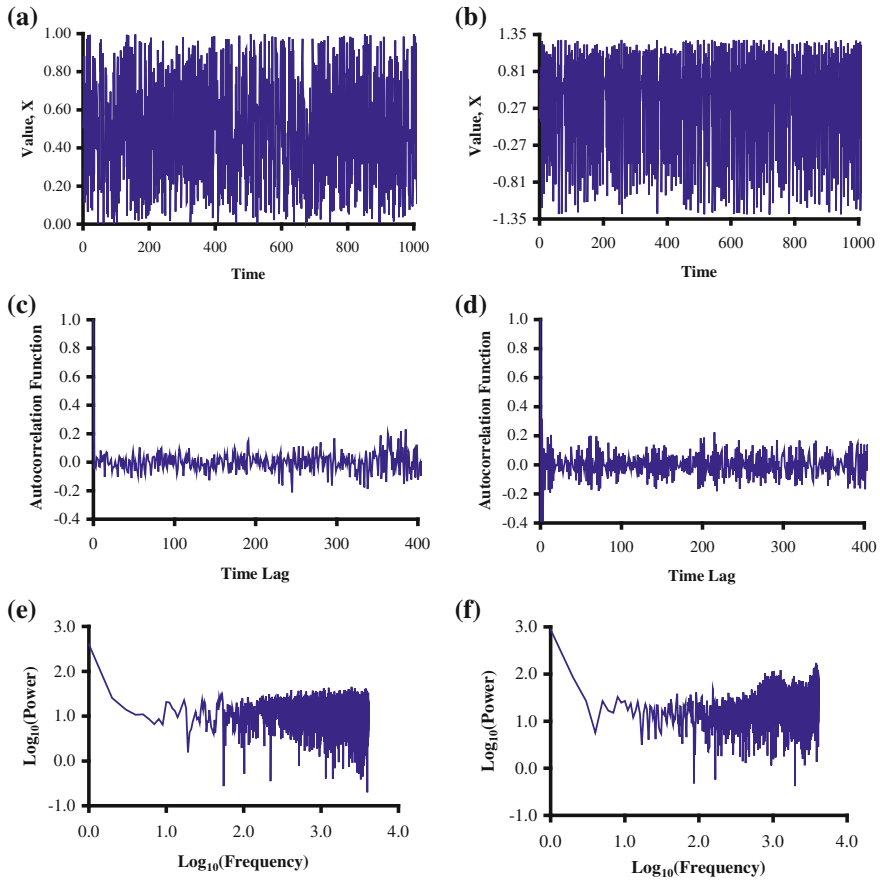 (a)
1.00
0.80
0.60
0.40
0.20
0.00
Value, X
0 200 400 600 800 1000
Time
(b)
1.35
0.81
0.27
-0.27
-0.81
-1.35
Value, X
0 200 400 600 800 1000
Time
(c)
1.0
0.8
0.6
0.4
0.2
0.0
-0.2
-0.4
Autocorrelation Function
0 100 200 300 400
Time Lag
(d)
1.0
0.8
0.6
0.4
0.2
0.0
-0.2
-0.4
Autocorrelation Function
0 100 200 300 400
Time Lag
(e)
3.0
2.0
1.0
0.0
-1.0
Log10(Power)
0.0 1.0 2.0 3.0 4.0
Log10(Frequency)
(f)
3.0
2.0
1.0
0.0
-1.0
Log10(Power)
0.0 1.0 2.0 3.0 4.0
Log10(Frequency)